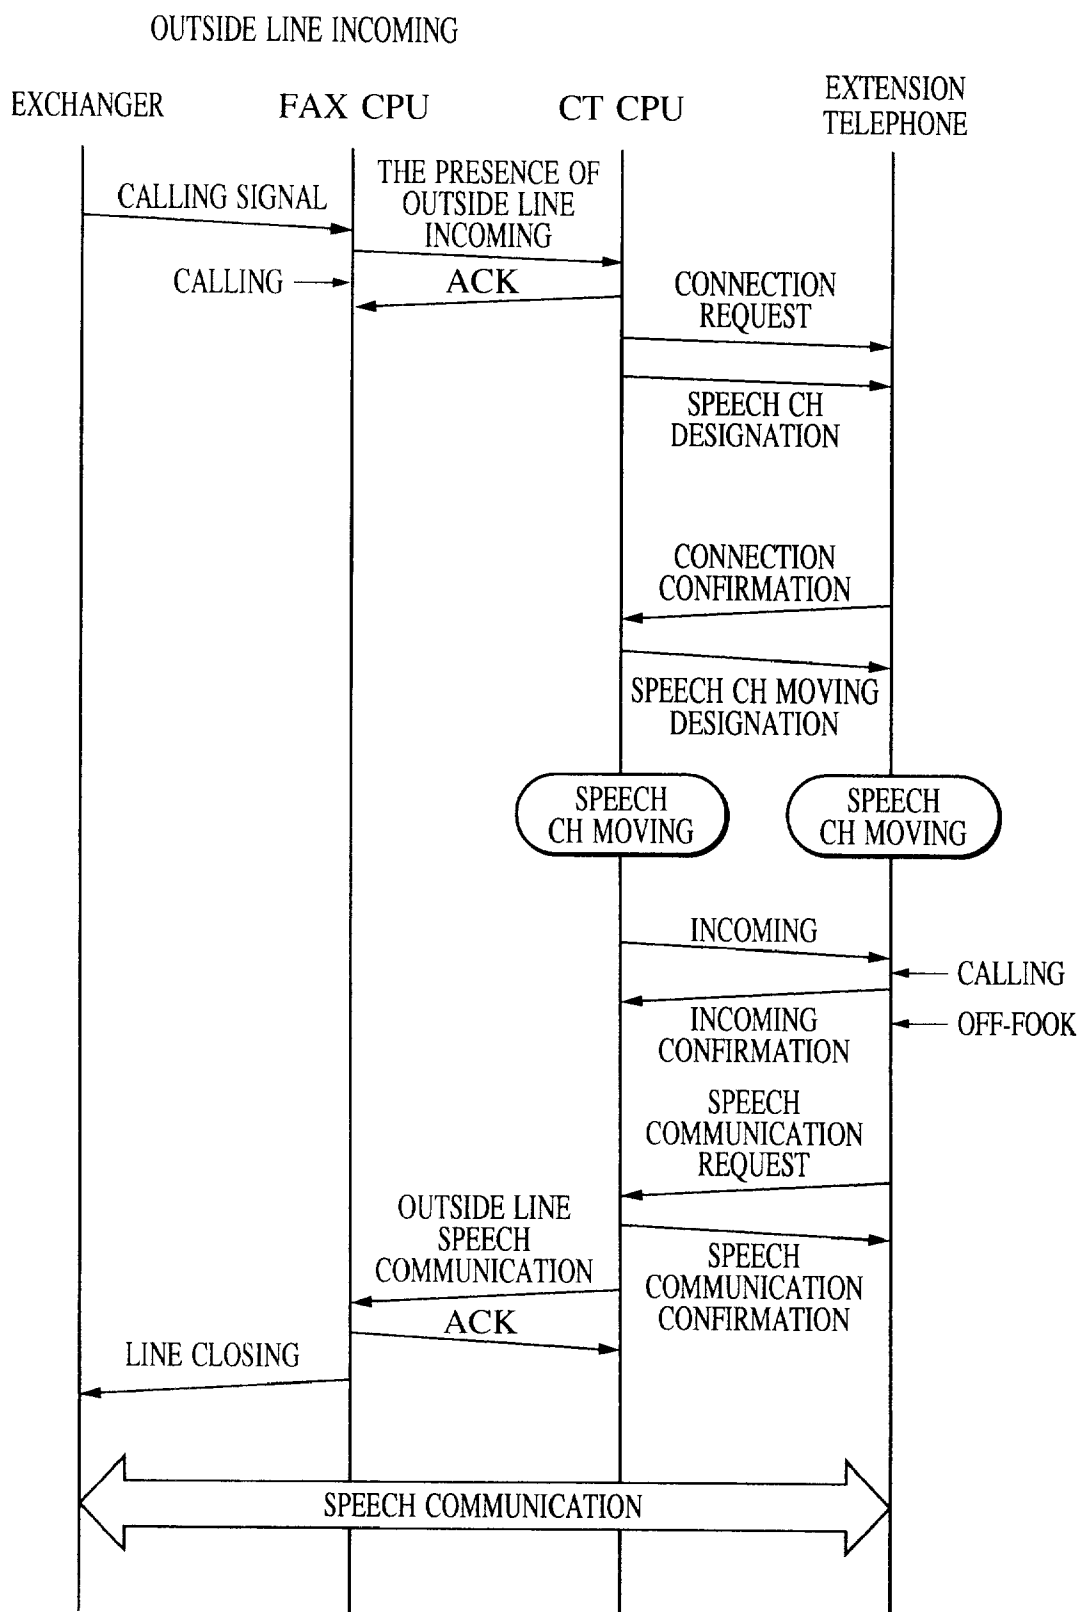 OUTSIDE LINE INCOMING
EXCHANGER
FAX CPU
CT CPU
EXTENSION
TELEPHONE
CALLING SIGNAL
THE PRESENCE OF
OUTSIDE LINE
INCOMING
CALLING
ACK
CONNECTION
REQUEST
SPEECH CH
DESIGNATION
CONNECTION
CONFIRMATION
SPEECH CH MOVING
DESIGNATION
SPEECH
CH MOVING
SPEECH
CH MOVING
INCOMING
CALLING
INCOMING
CONFIRMATION
OFF-FOOK
SPEECH
COMMUNICATION
REQUEST
OUTSIDE LINE
SPEECH
COMMUNICATION
SPEECH
COMMUNICATION
CONFIRMATION
ACK
LINE CLOSING
SPEECH COMMUNICATION